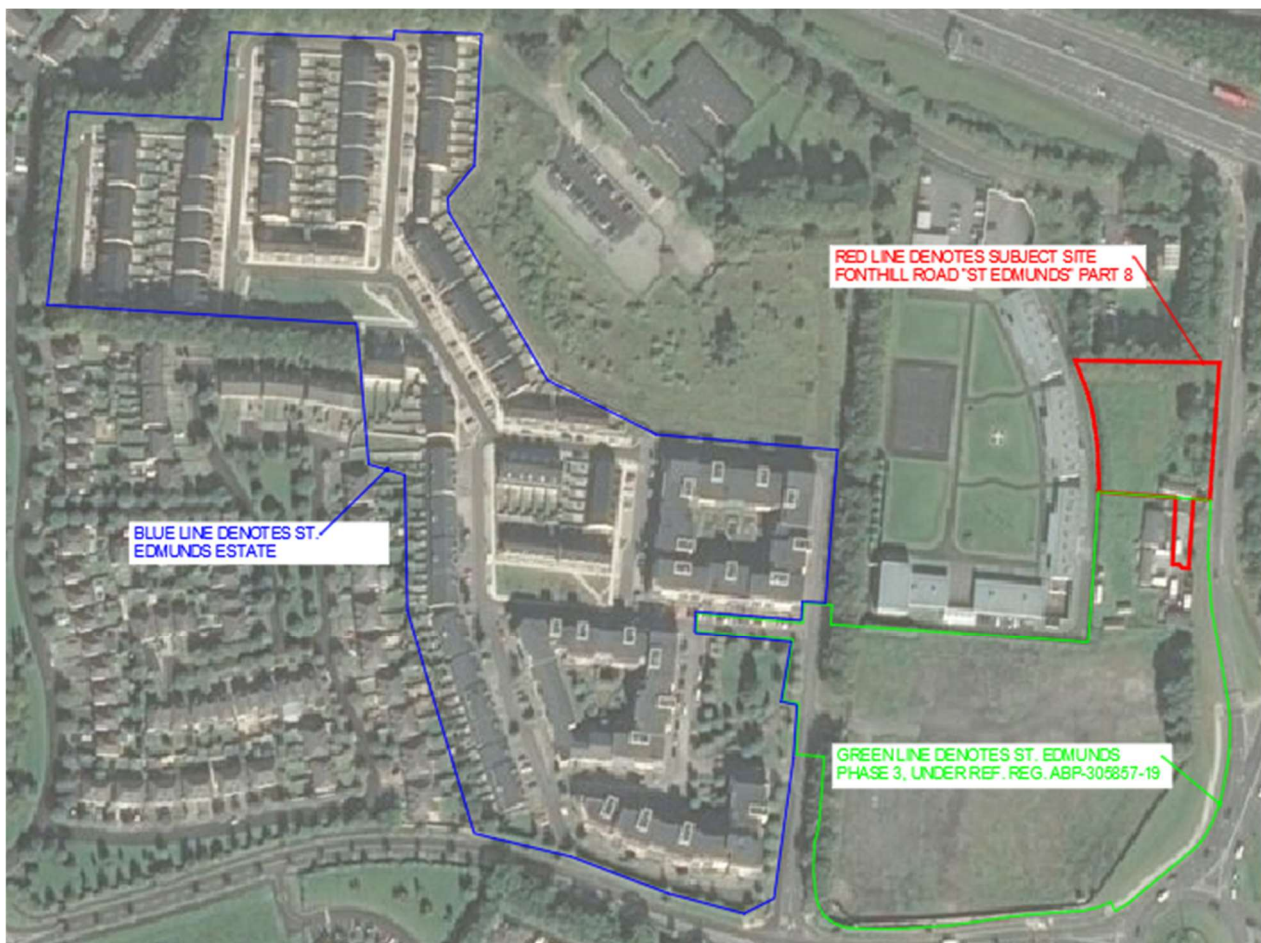 RED LINE DENOTES SUBJECT SITE
FONTHILL ROAD "ST EDMUNDS" PART 8
BLUE LINE DENOTES ST.
EDMUNDS ESTATE
GREEN LINE DENOTES ST. EDMUNDS
PHASE 3, UNDER REF. REG. ABP-305857-19